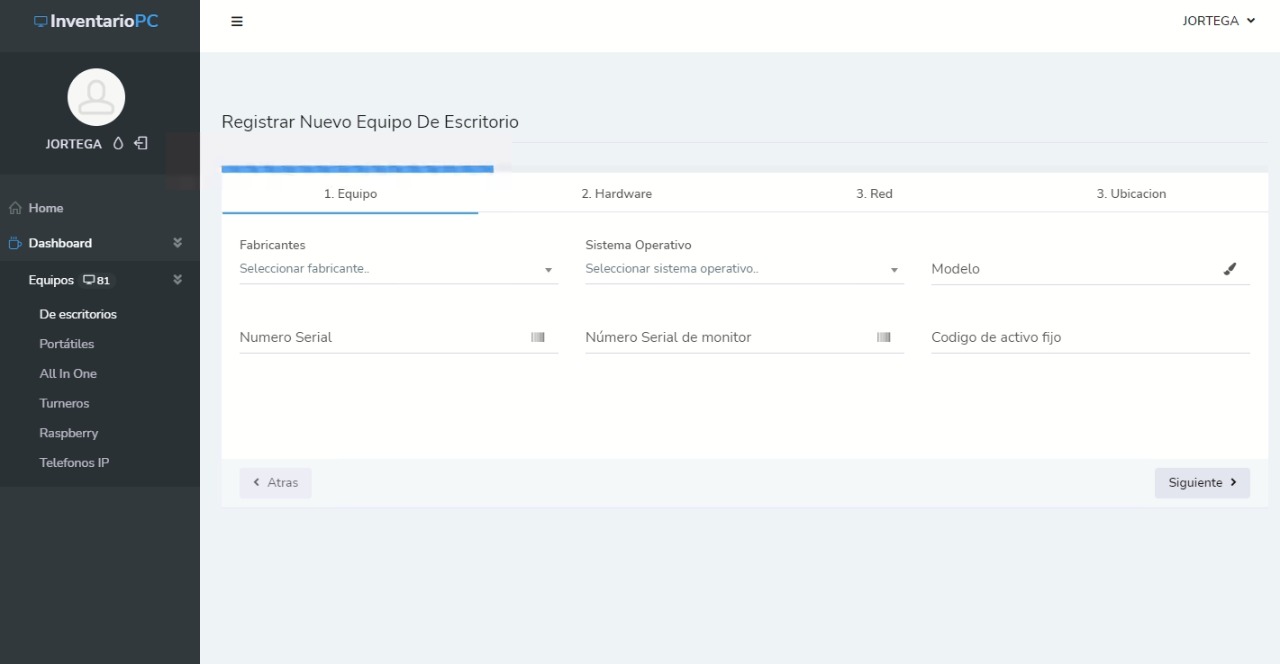 InventarioPC
JORTEGA
JORTEGA
Home
Dashboard
Equipos 81
De escritorios
Portátiles
All In One
Turneros
Raspberry
Telefonos IP
Registrar Nuevo Equipo De Escritorio
1. Equipo
2. Hardware
3. Red
3. Ubicacion
Fabricantes
Seleccionar fabricante..
Sistema Operativo
Seleccionar sistema operativo..
Modelo
Numero Serial
Número Serial de monitor
Codigo de activo fijo
Atras
Siguiente